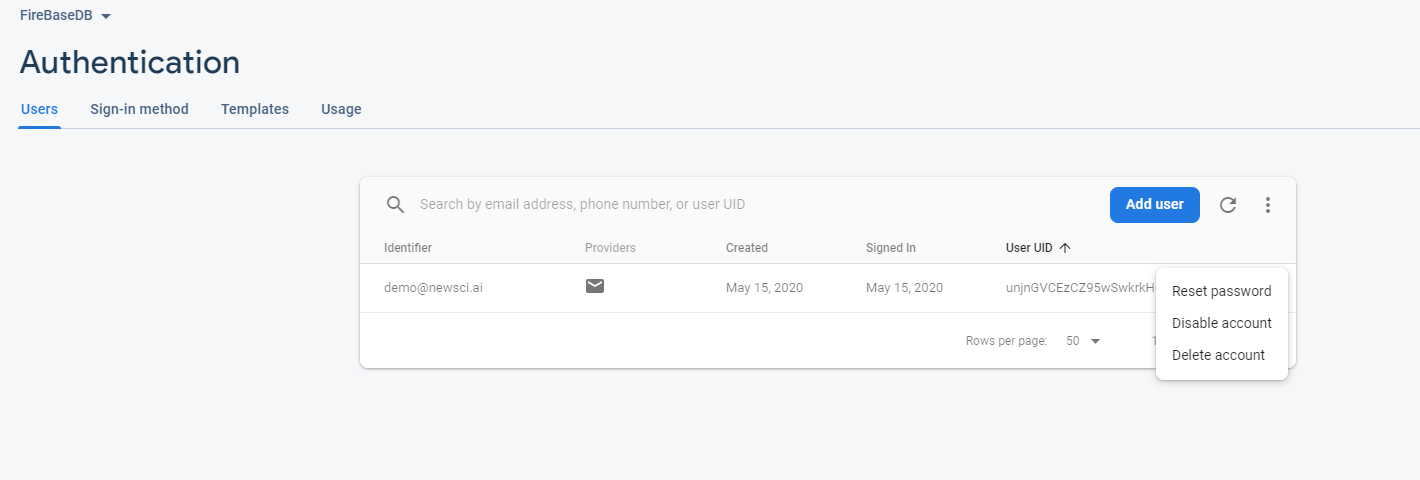 FireBaseDB
Authentication
Users Sign-in method Templates Usage
Search by email address, phone number, or user UID Add user
Identifier Providers Created Signed In User UID
demo@newsci.ai May 15, 2020 May 15, 2020 unjnGVCEzCZ95wSwkrkH
Reset password
Disable account
Rows per page: 50 1
Delete account